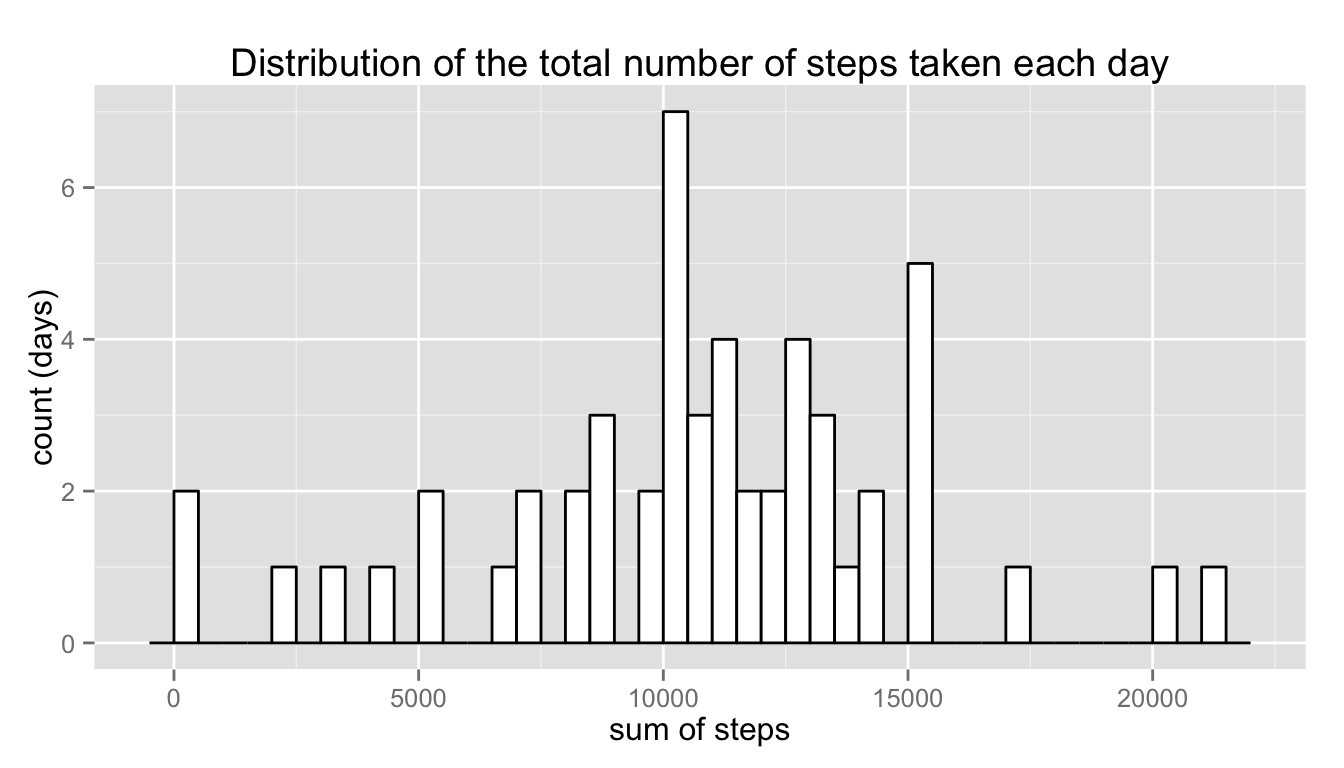 Distribution of the total number of steps taken each day
count (days)
6
4
2
0
0 5000 10000 15000 20000
sum of steps